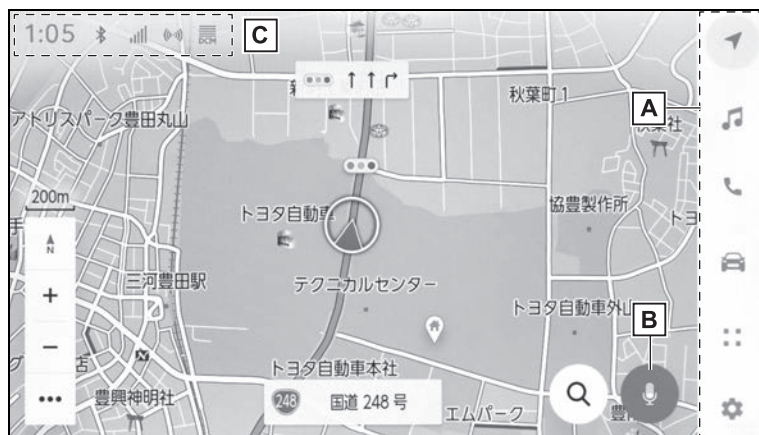 1:05
DCM
C
秋葉町1
A
アトリスパーク豊田丸山
200m
トヨタ自動車
協豊製作所
N
三河豊田駅
テクニカルセンター
トヨタ自動車外山
B
トヨタ自動車本社
豊興神明社
248
国道 248 号
エムパーク